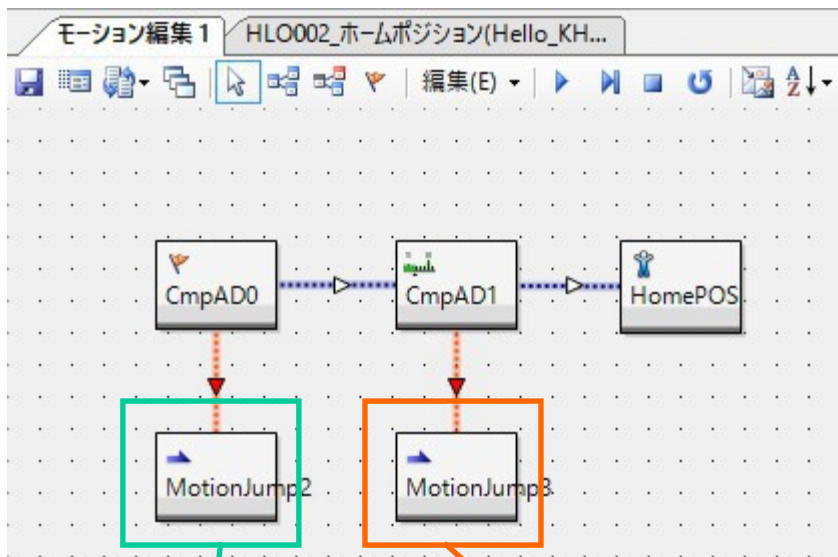 モーション編集 1
HLO002_ホームポジション(Hello_KH...
編集(E)
A
Z
CmpAD0
CmpAD1
HomePOS
MotionJump2
MotionJump3